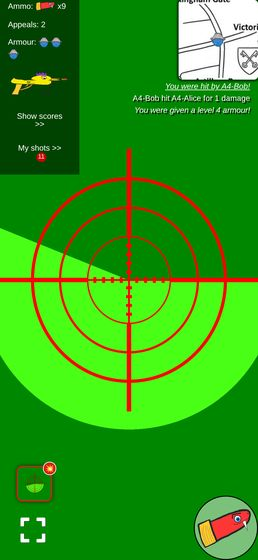 Ammo: x9
Appeals: 2
Armour:
Show scores
>>
My shots >>
11
Victori
You were hit by A4-Bob!
A4-Bob hit A4-Alice for 1 damage
You were given a level 4 armour!